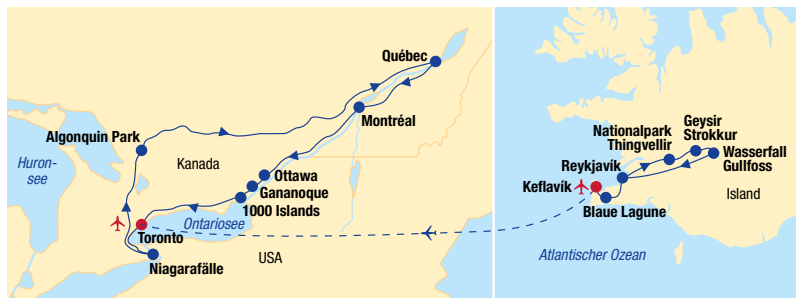 Québec
Montréal
Algonquin Park
Huron-
see
Kanada
Ottawa
Gananoque
1000 Islands
Ontariosee
Toronto
Niagarafälle
USA
Geysir
Strokkur
Nationalpark
Thingvellir
Wasserfall
Gullfoss
Reykjavík
Keflavík
Island
Blaue Lagune
Atlantischer Ozean